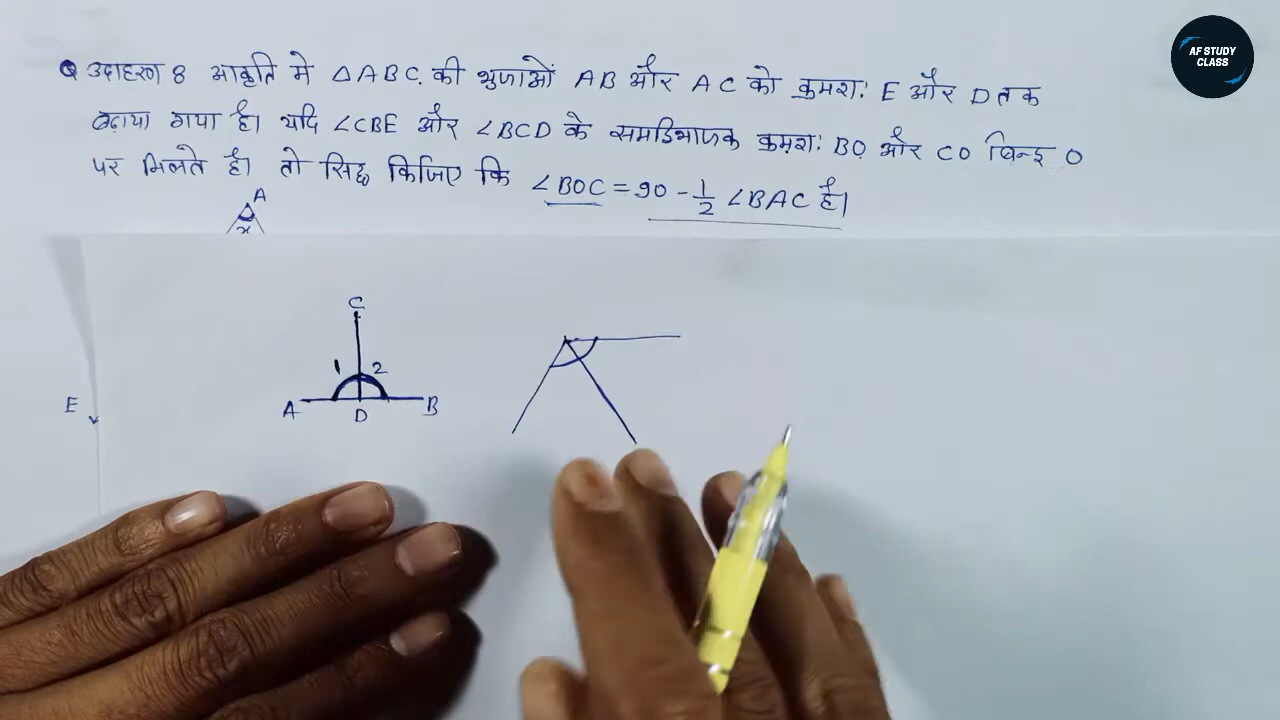 Q उदाहरण 8 आकृति मे △ABC की भुजाओं AB और AC को क्रमश: E और D तक
बढ़ाया गया है। यदि ∠CBE और ∠BCD के समद्विभाजक क्रमश: BO और CO बिन्दु O
पर मिलते है। तो सिद्ध किजिए कि ∠BOC = 90 - 1/2 ∠BAC है।
A
x
C
1 2
E
A D B
AF STUDY
CLASS